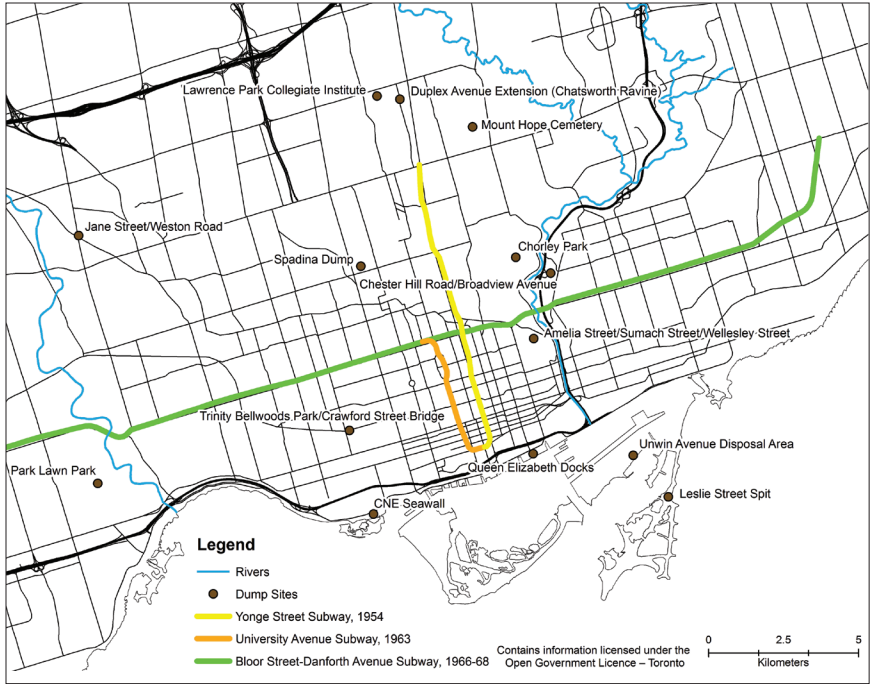 Lawrence Park Collegiate Institute
Duplex Avenue Extension (Chatsworth Ravine)
Mount Hope Cemetery
Jane Street/Weston Road
Spadina Dump
Chorley Park
Chester Hill Road/Broadview Avenue
Amelia Street/Sumach Street/Wellesley Street
Trinity Bellwoods Park/Crawford Street Bridge
Park Lawn Park
Queen Elizabeth Docks
Unwin Avenue Disposal Area
Leslie Street Spit
CNE Seawall
Legend
Rivers
Dump Sites
Yonge Street Subway, 1954
University Avenue Subway, 1963
Bloor Street-Danforth Avenue Subway, 1966-68
Contains information licensed under the
Open Government Licence – Toronto
0 2.5 5
Kilometers